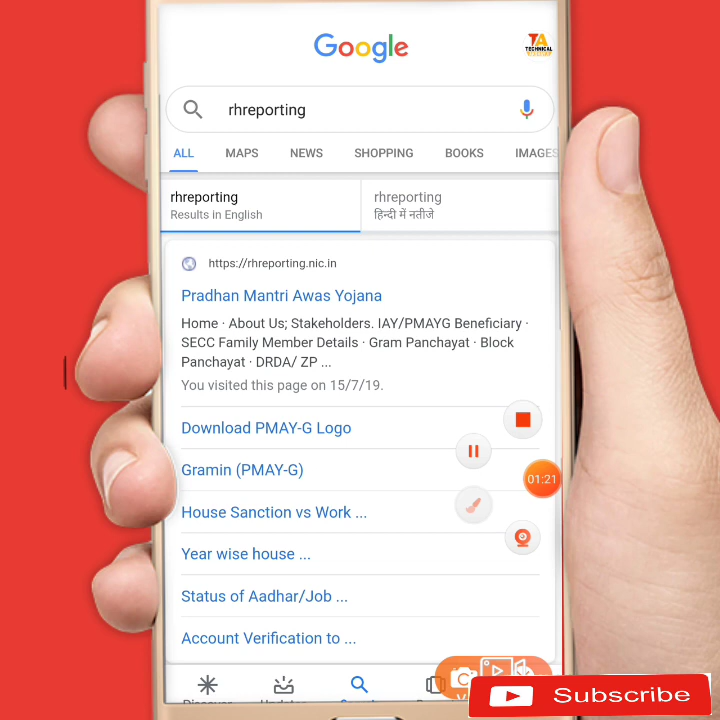 Google
TA
TECHNICAL
rhreporting
ALL MAPS NEWS SHOPPING BOOKS IMAGES
rhreporting
Results in English
rhreporting
हिन्दी में नतीजे
https://rhreporting.nic.in
Pradhan Mantri Awas Yojana
Home · About Us; Stakeholders. IAY/PMAYG Beneficiary ·
SECC Family Member Details · Gram Panchayat · Block
Panchayat · DRDA/ ZP ...
You visited this page on 15/7/19.
Download PMAY-G Logo
Gramin (PMAY-G)
01:21
House Sanction vs Work ...
Year wise house ...
Status of Aadhar/Job ...
Account Verification to ...
Subscribe